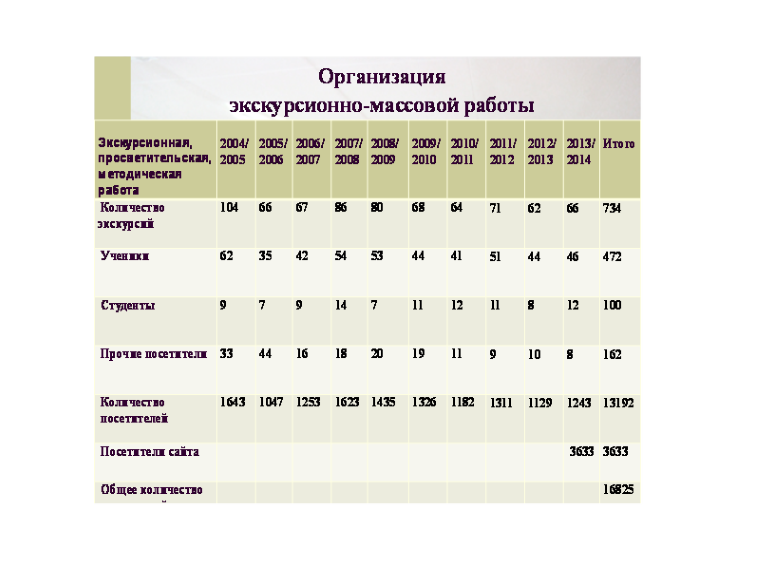 Организация
экскурсионно-массовой работы
Экскурсионная, просветительская, методическая работа 2004/2005 2005/2006 2006/2007 2007/2008 2008/2009 2009/2010 2010/2011 2011/2012 2012/2013 2013/2014 Итого
Количество экскурсий 104 66 67 86 80 68 64 71 62 66 734
Ученики 62 35 42 54 53 44 41 51 44 46 472
Студенты 9 7 9 14 7 11 12 11 8 12 100
Прочие посетители 33 44 16 18 20 19 11 9 10 8 162
Количество посетителей 1643 1047 1253 1623 1435 1326 1182 1311 1129 1243 13192
Посетители сайта 3633 3633
Общее количество 16825